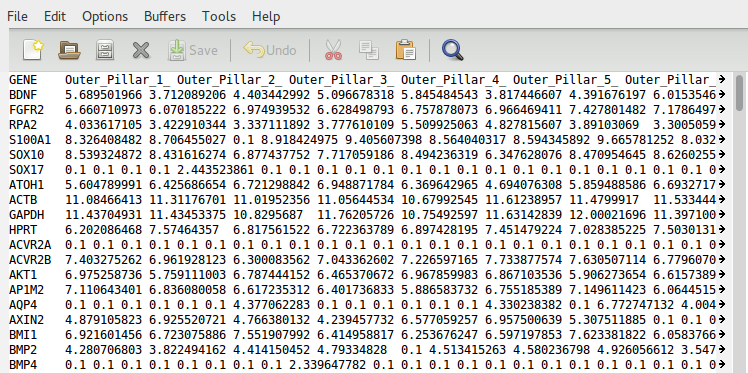 File Edit Options Buffers Tools Help
Save Undo
GENE Outer_Pillar_1_ Outer_Pillar_2_ Outer_Pillar_3_ Outer_Pillar_4_ Outer_Pillar_5_ Outer_Pillar_
BDNF 5.689501966 3.712089206 4.403442992 5.096678318 5.845484543 3.817446607 4.391676197 6.0153546
FGFR2 6.660710973 6.070185222 6.974939532 6.628498793 6.757878073 6.966469411 7.427801482 7.1786497
RPA2 4.033617105 3.422910344 3.337111892 3.777610109 5.509925063 4.827815607 3.89103069 3.3005059
S100A1 8.326408482 8.706455027 0.1 8.918424975 9.405607398 8.564040317 8.594345892 9.665781252 8.032
SOX10 8.539324872 8.431616274 6.877437752 7.717059186 8.494236319 6.347628076 8.470954645 8.6260255
SOX17 0.1 0.1 0.1 0.1 2.443523861 0.1 0.1 0.1 0.1 0.1 0.1 0.1 0.1 0.1 0.1 0.1 0.1 0.1 0.1 0
ATOH1 5.604789991 6.425686654 6.721298842 6.948871784 6.369642965 4.694076308 5.859488586 6.6932717
ACTB 11.08466413 11.31176701 11.01952356 11.05644534 10.67992545 11.61238957 11.4799917 11.533444
GAPDH 11.43704931 11.43453375 10.8295687 11.76205726 10.75492597 11.63142839 12.00021696 11.397100
HPRT 6.202086468 7.57464357 6.817561522 6.722363789 6.897428195 7.451479224 7.028385225 7.5030131
ACVR2A 0.1 0.1 0.1 0.1 0.1 0.1 0.1 0.1 0.1 0.1 0.1 0.1 0.1 0.1 0.1 0.1 0.1 0.1 0.1 0.1 0.1 0.1 0.1 0
ACVR2B 7.403275262 6.961928123 6.300083562 7.043362602 7.226597165 7.733877574 7.630507114 6.7796070
AKT1 6.975258736 5.759111003 6.787444152 6.465370672 6.967859983 6.867103536 5.906273654 6.6157389
AP1M2 7.110643401 6.836080058 6.617235312 6.401736833 5.886583732 6.755185389 7.149611423 6.0644515
AQP4 0.1 0.1 0.1 0.1 0.1 0.1 4.377062283 0.1 0.1 0.1 0.1 0.1 4.330238382 0.1 6.772747132 4.004
AXIN2 4.879105823 6.925520721 4.766380132 4.239457732 6.577059257 6.957500639 5.307511885 0.1 0.1 0
BMI1 6.921601456 6.723075886 7.551907992 6.414958817 6.253676247 6.597197853 7.623381822 6.0583766
BMP2 4.280706803 3.822494162 4.414150452 4.79334828 0.1 4.513415263 4.580236798 4.926056612 3.547
BMP4 0.1 0.1 0.1 0.1 0.1 0.1 0.1 0.1 2.339647782 0.1 0.1 0.1 0.1 0.1 0.1 0.1 0.1 0.1 0.1 0